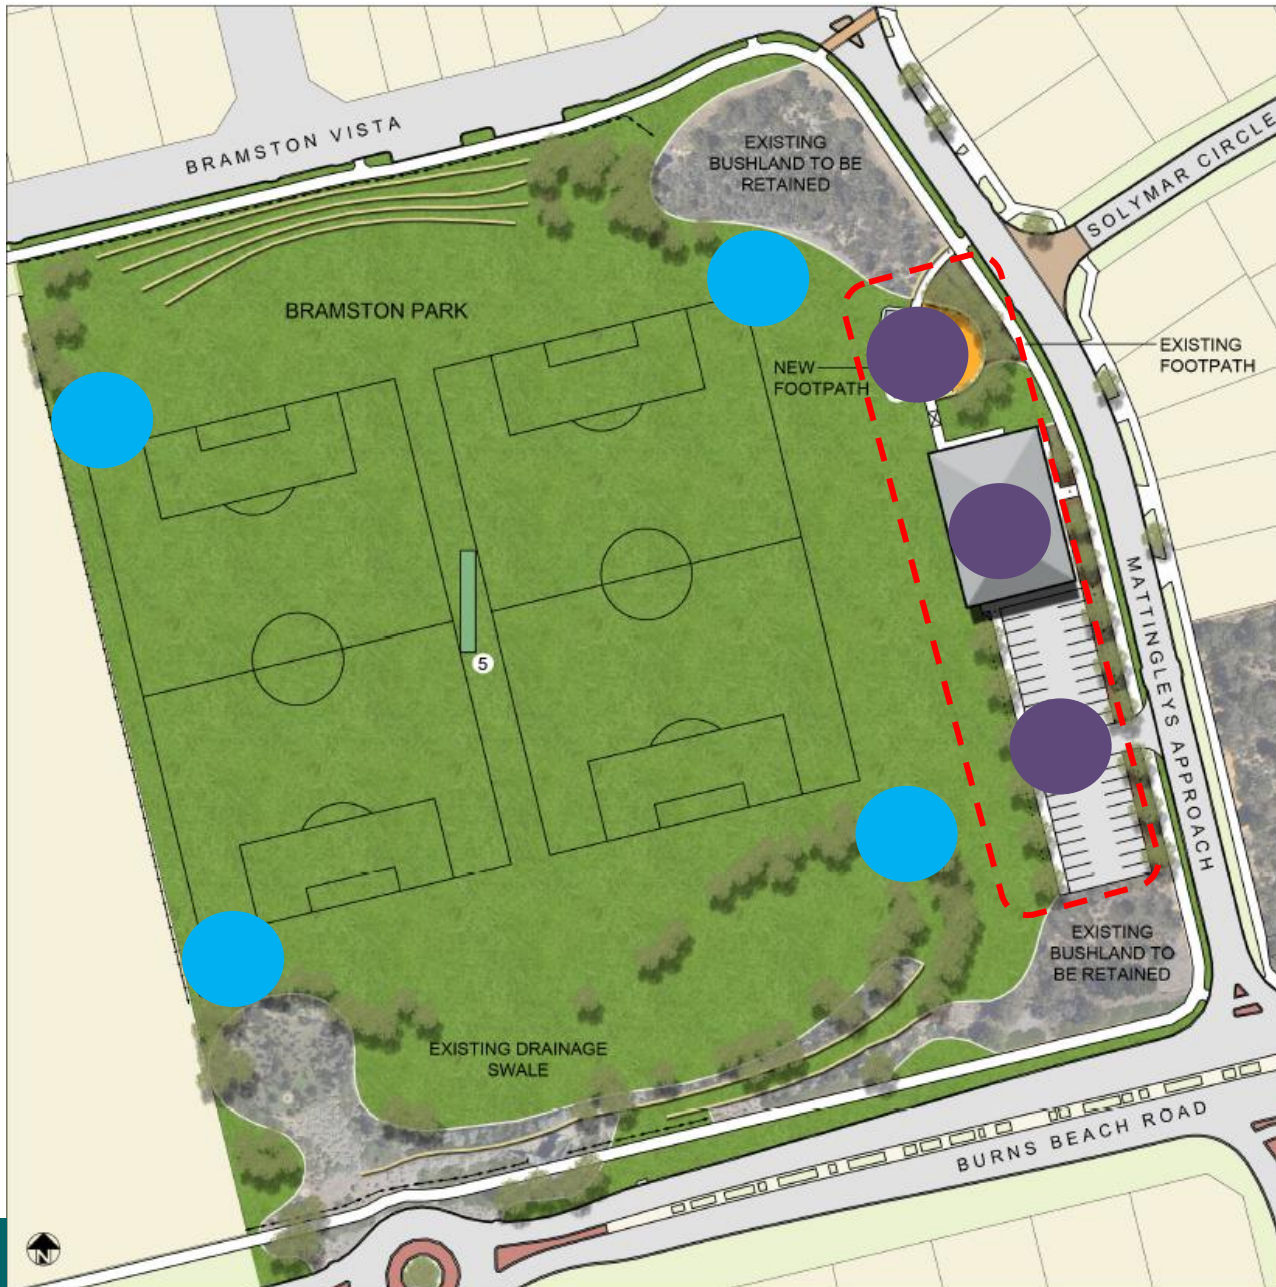 BRAMSTON VISTA
EXISTING
BUSHLAND TO BE
RETAINED
SOLYMAR CIRCLE
BRAMSTON PARK
EXISTING
FOOTPATH
NEW
FOOTPATH
MATTINGLEYS APPROACH
5
EXISTING
BUSHLAND TO
BE RETAINED
EXISTING DRAINAGE
SWALE
BURNS BEACH ROAD
N